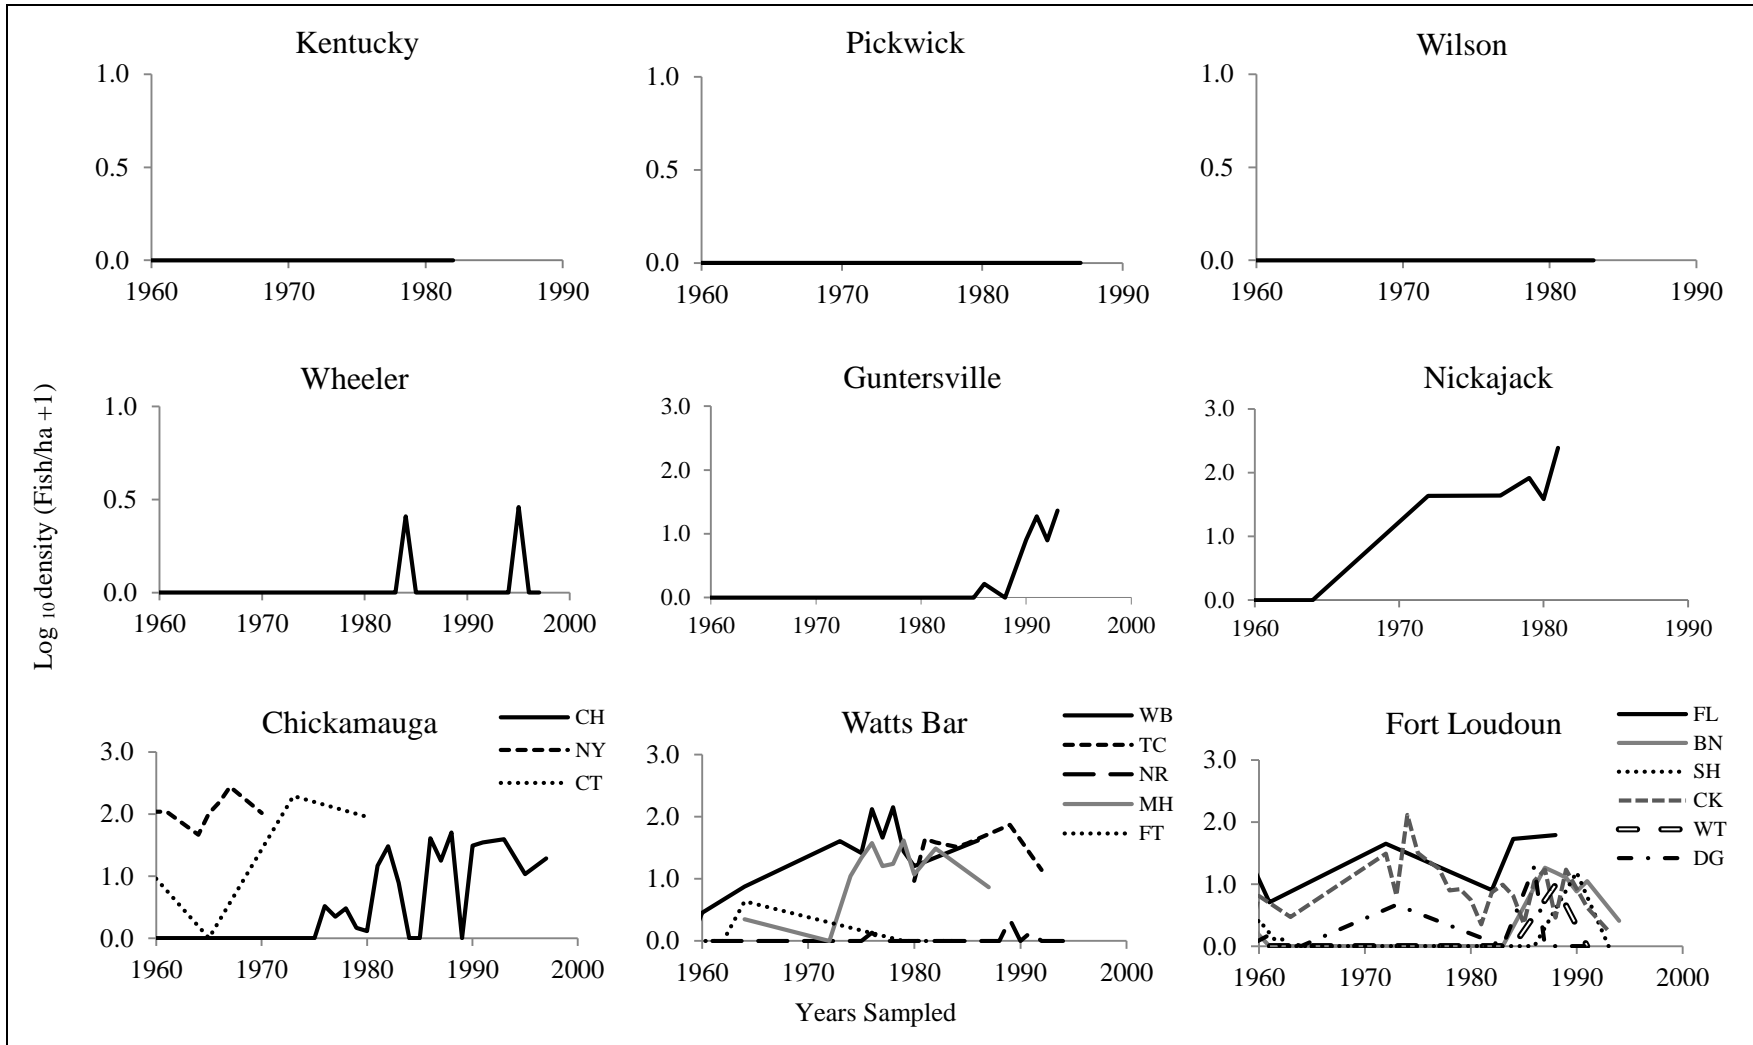 Kentucky
1.0
0.5
0.0
1960 1970 1980 1990
Pickwick
1.0
0.5
0.0
1960 1970 1980 1990
Wilson
1.0
0.5
0.0
1960 1970 1980 1990
Log 10 density (Fish/ha +1)
Wheeler
1.0
0.5
0.0
1960 1970 1980 1990 2000
Guntersville
3.0
2.0
1.0
0.0
1960 1970 1980 1990 2000
Nickajack
3.0
2.0
1.0
0.0
1960 1970 1980 1990
Chickamauga
CH
NY
CT
3.0
2.0
1.0
0.0
1960 1970 1980 1990 2000
Watts Bar
WB
TC
NR
MH
FT
3.0
2.0
1.0
0.0
1960 1970 1980 1990 2000
Fort Loudoun
FL
BN
SH
CK
WT
DG
3.0
2.0
1.0
0.0
1960 1970 1980 1990 2000
Years Sampled